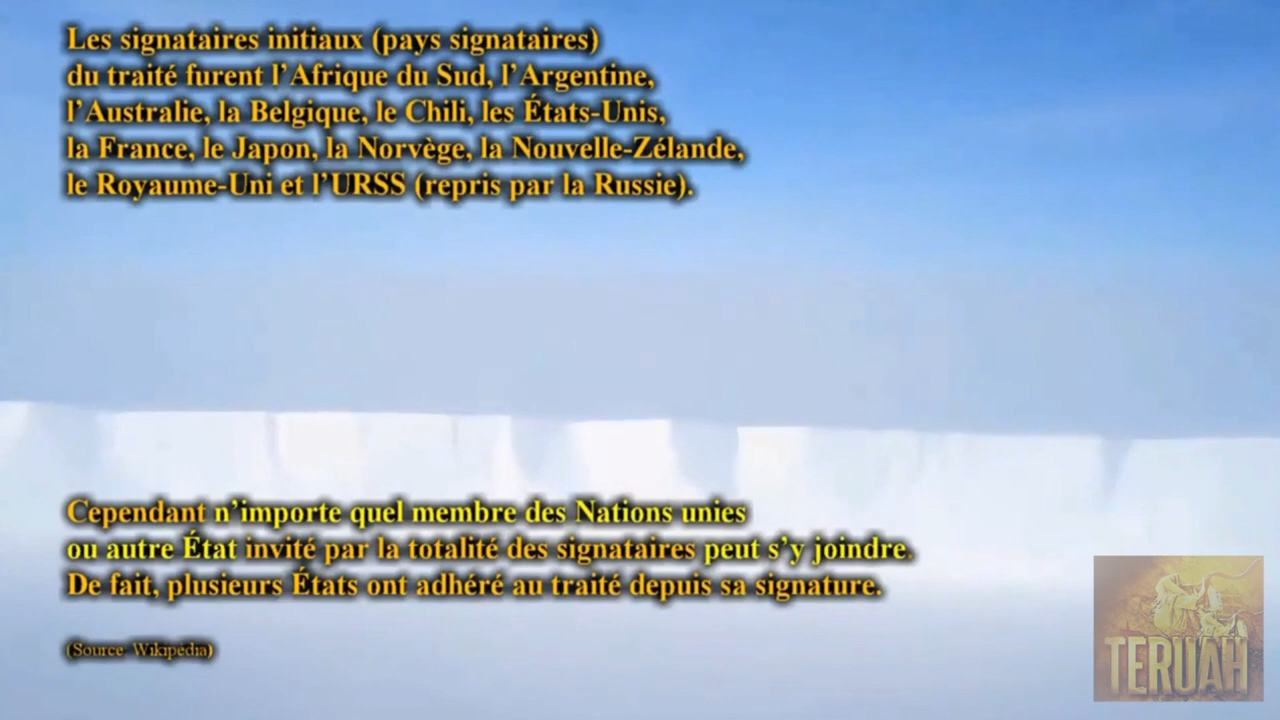 Les signataires initiaux (pays signataires)
du traité furent l’Afrique du Sud, l’Argentine,
l’Australie, la Belgique, le Chili, les États-Unis,
la France, le Japon, la Norvège, la Nouvelle-Zélande,
le Royaume-Uni et l’URSS (repris par la Russie).
Cependant n’importe quel membre des Nations unies
ou autre État invité par la totalité des signataires peut s’y joindre.
De fait, plusieurs États ont adhéré au traité depuis sa signature.
(Source Wikipédia)
TERUAH